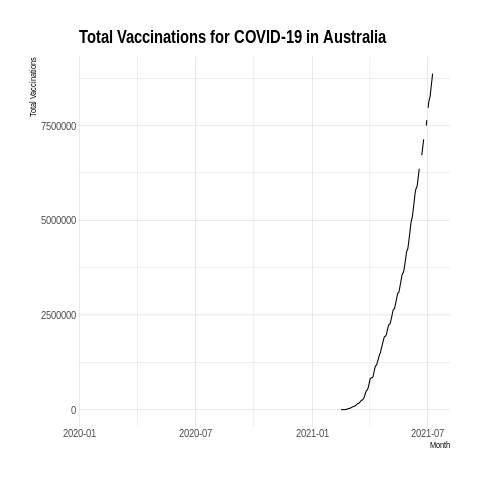 Total Vaccinations for COVID-19 in Australia
Total Vaccinations
7500000
5000000
2500000
0
2020-01
2020-07
2021-01
2021-07
Month